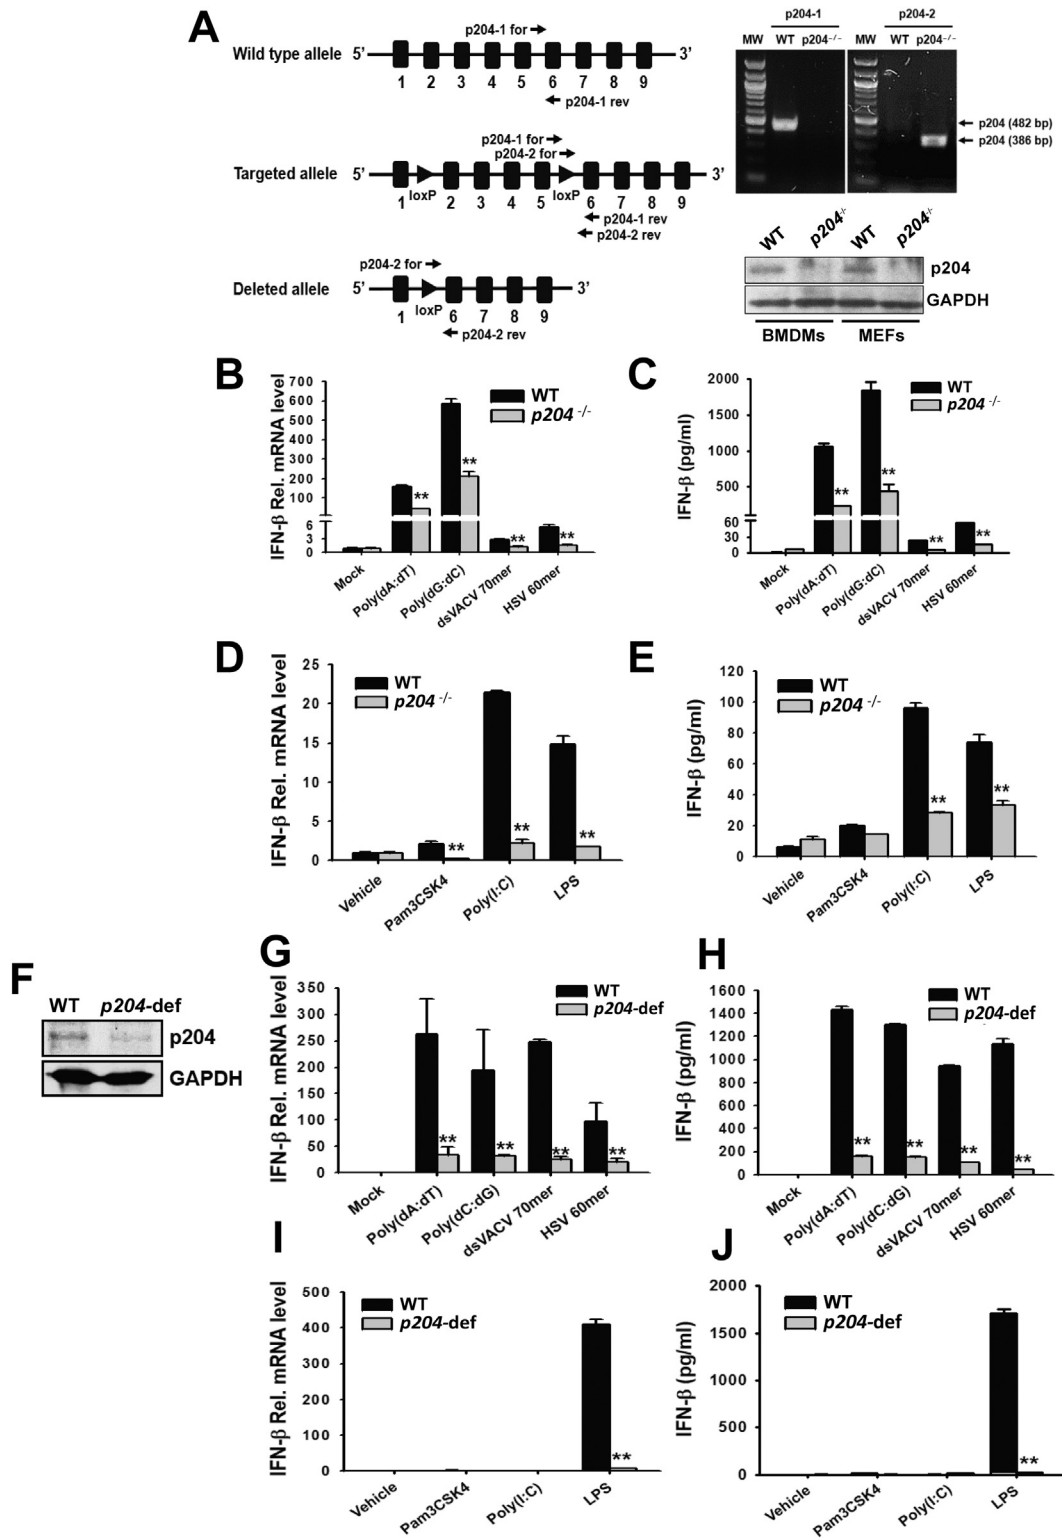 A
Wild type allele 5’ 3’
p204-1 for
1 2 3 4 5 6 7 8 9
p204-1 rev
p204-1 for
p204-2 for
Targeted allele 5’ 3’
1 loxP 2 3 4 5 loxP 6 7 8 9
p204-1 rev
p204-2 rev
p204-2 for
Deleted allele 5’ 3’
1 loxP 6 7 8 9
p204-2 rev
p204-1 p204-2
MW WT p204-/- MW WT p204-/-
p204 (482 bp)
p204 (386 bp)
WT p204-/- WT p204-/-
p204
GAPDH
BMDMs MEFs
B
IFN-β Rel. mRNA level
700
600
500
400
300
200
100
6
3
0
WT
p204 -/-
** ** ** **
Mock Poly(dA:dT) Poly(dG:dC) dsVACV 70mer HSV 60mer
C
IFN-β (pg/ml)
2000
1500
1000
500
60
30
0
WT
p204 -/-
** ** ** **
Mock Poly(dA:dT) Poly(dG:dC) dsVACV 70mer HSV 60mer
D
IFN-β Rel. mRNA level
25
20
15
10
5
0
WT
p204 -/-
** ** **
Vehicle Pam3CSK4 Poly(I:C) LPS
E
IFN-β (pg/ml)
120
100
80
60
40
20
0
WT
p204 -/-
** **
Vehicle Pam3CSK4 Poly(I:C) LPS
F
WT p204-def
p204
GAPDH
G
IFN-β Rel. mRNA level
350
300
250
200
150
100
50
0
WT
p204-def
** ** ** **
Mock Poly(dA:dT) Poly(dC:dG) dsVACV 70mer HSV 60mer
H
IFN-β (pg/ml)
1600
1400
1200
1000
800
600
400
200
0
WT
p204-def
** ** ** **
Mock Poly(dA:dT) Poly(dC:dG) dsVACV 70mer HSV 60mer
I
IFN-β Rel. mRNA level
500
400
300
200
100
0
WT
p204-def
**
Vehicle Pam3CSK4 Poly(I:C) LPS
J
IFN-β (pg/ml)
2000
1500
1000
500
0
WT
p204-def
**
Vehicle Pam3CSK4 Poly(I:C) LPS